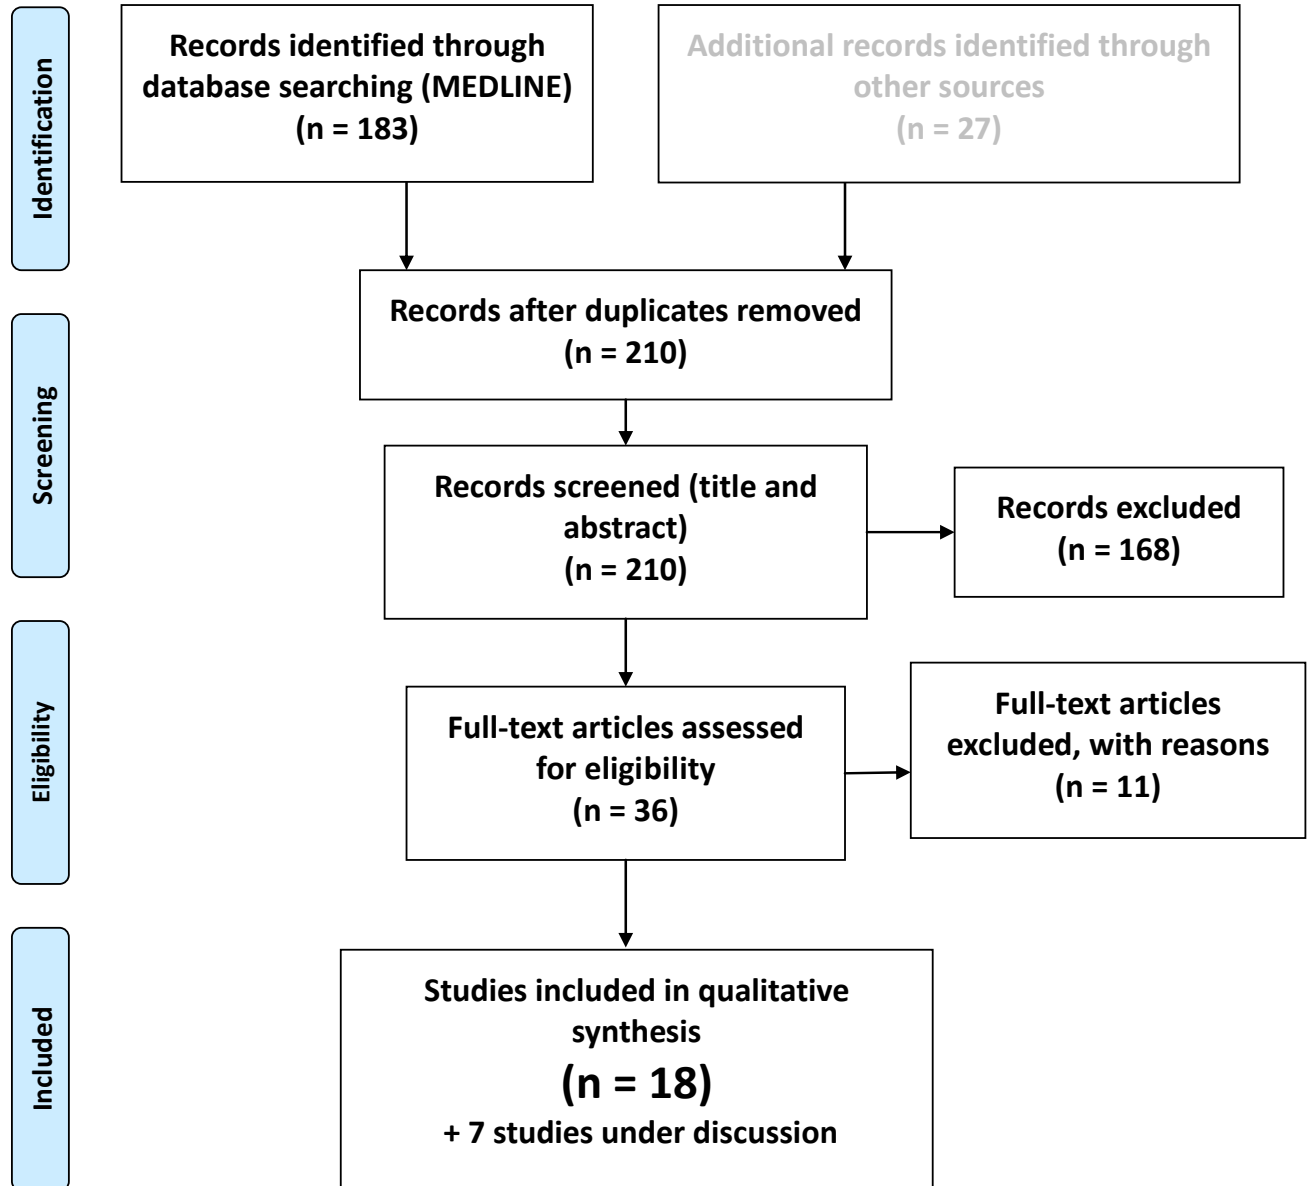 Identification
Records identified through
database searching (MEDLINE)
(n = 183)
Additional records identified through
other sources
(n = 27)
Records after duplicates removed
(n = 210)
Screening
Records screened (title and
abstract)
(n = 210)
Records excluded
(n = 168)
Eligibility
Full-text articles assessed
for eligibility
(n = 36)
Full-text articles
excluded, with reasons
(n = 11)
Included
Studies included in qualitative
synthesis
(n = 18)
+ 7 studies under discussion